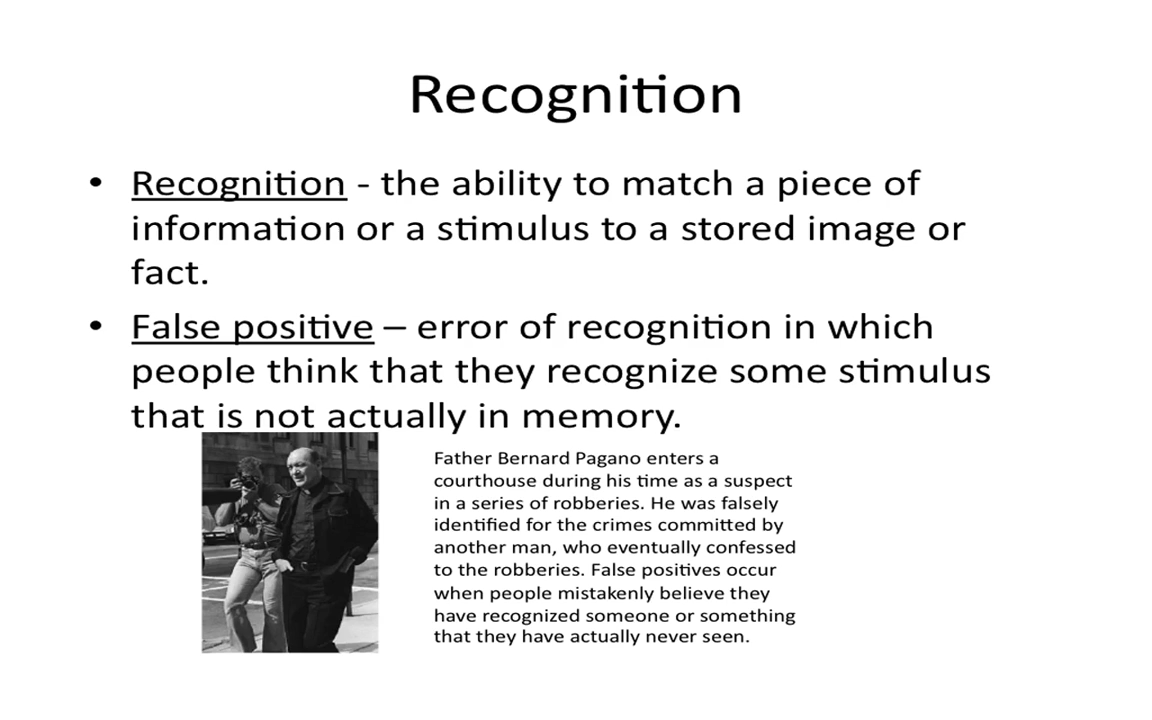 Recognition
• Recognition - the ability to match a piece of
information or a stimulus to a stored image or
fact.
• False positive – error of recognition in which
people think that they recognize some stimulus
that is not actually in memory.
Father Bernard Pagano enters a
courthouse during his time as a suspect
in a series of robberies. He was falsely
identified for the crimes committed by
another man, who eventually confessed
to the robberies. False positives occur
when people mistakenly believe they
have recognized someone or something
that they have actually never seen.